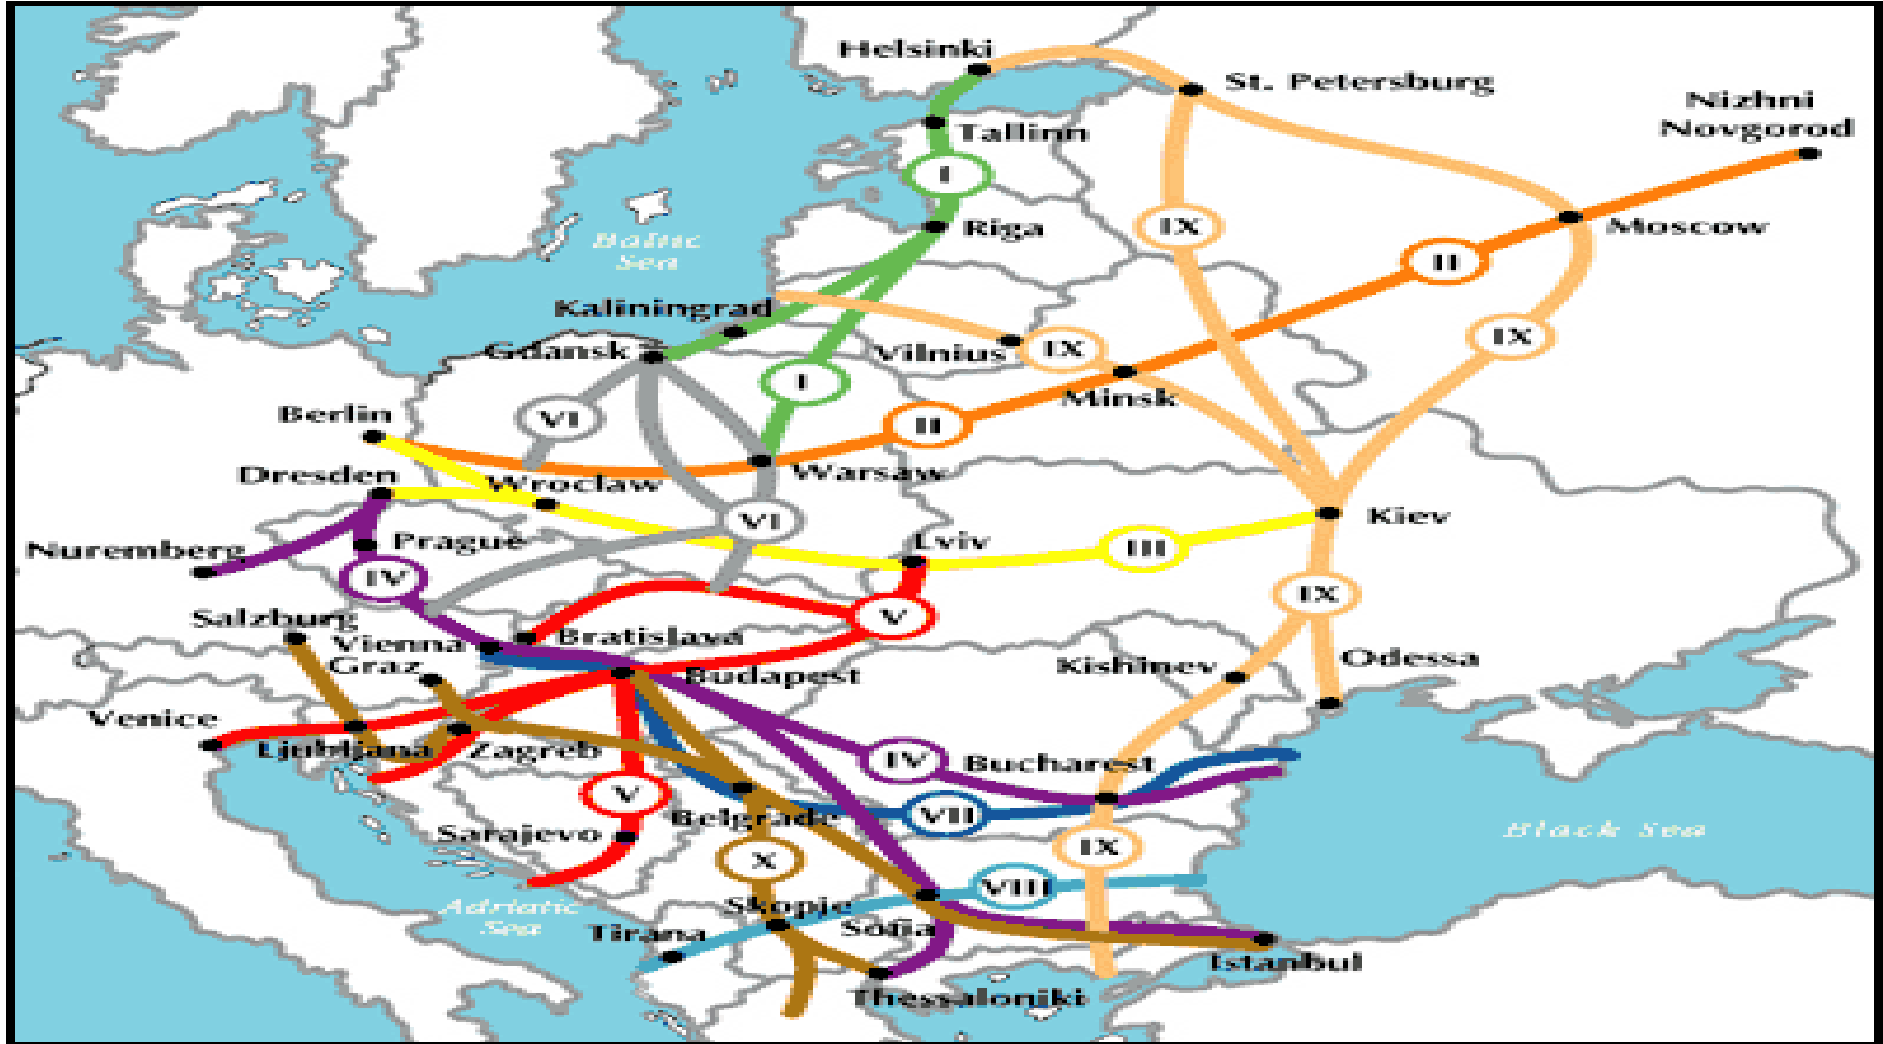 Helsinki
St. Petersburg
Nizhni
Novgorod
Tallinn
I
Riga
IX
Moscow
Baltic
Sea
II
Kaliningrad
IX
Gdansk
Vilnius
IX
I
Minsk
Berlin
VI
II
Warsaw
Dresden
Wroclaw
VI
Kiev
Nuremberg
Prague
Lviv
III
IV
IX
Salzburg
V
Vienna
Bratislava
Graz
Budapest
Kishinev
Odessa
Venice
Ljubljana
Zagreb
IV
Bucharest
V
Belgrade
VII
Sarajevo
Black Sea
X
IX
VIII
Adriatic
Sea
Skopje
Tirana
Sofia
Istanbul
Thessaloniki